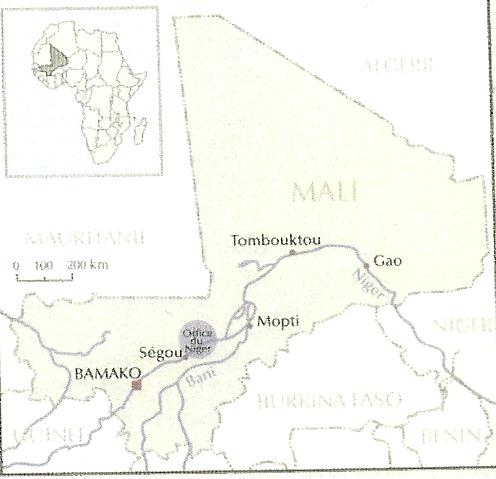 ALGERIE
MALI
MAURITANIE
Tombouktou
0 100 200 km
Gao
Niger
Mopti
NIGER
Office
du
Niger
Ségou
BAMAKO
Bani
BURKINA FASO
GUINEE
BENIN